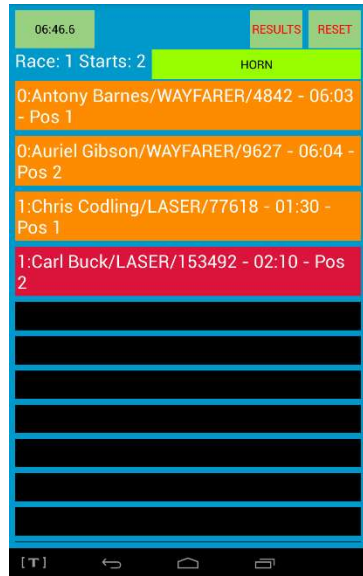 06:46.6 RESULTS RESET
Race: 1 Starts: 2 HORN
0:Antony Barnes/WAYFARER/4842 - 06:03
- Pos 1
0:Auriel Gibson/WAYFARER/9627 - 06:04 -
Pos 2
1:Chris Codling/LASER/77618 - 01:30 -
Pos 1
1:Carl Buck/LASER/153492 - 02:10 - Pos
2
[T]